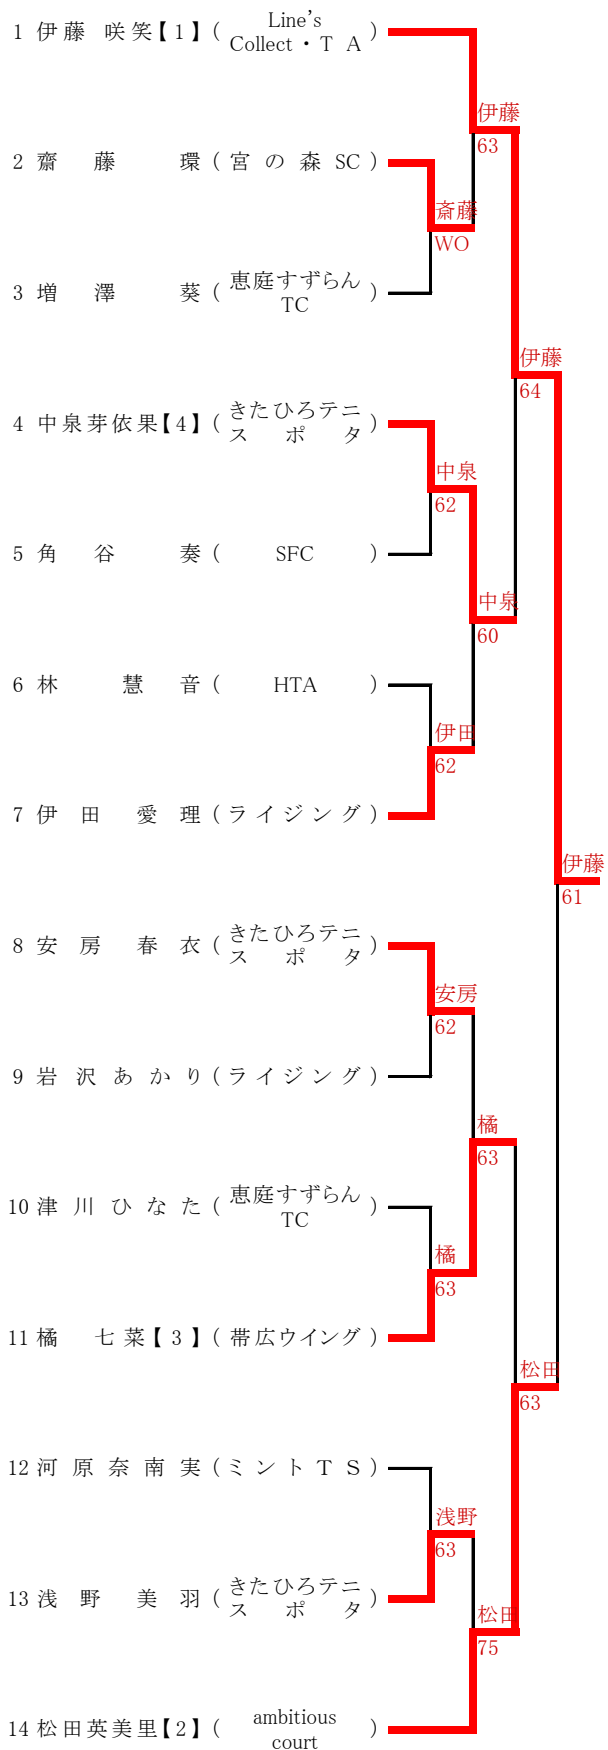 1 伊藤 咲笑【1】( Line's Collect・T A )
伊藤
63
2 齋藤 環 ( 宮の森 SC )
斎藤
WO
3 増澤 葵 ( 恵庭すずらん TC )
伊藤
64
4 中泉芽依果【4】( きたひろテニスポタ )
中泉
62
5 角谷 奏 ( SFC )
中泉
60
6 林 慧音 ( HTA )
伊田
62
7 伊田 愛理 ( ライジング )
伊藤
61
8 安房 春衣 ( きたひろテニスポタ )
安房
62
9 岩沢あかり ( ライジング )
橘
63
10 津川ひなた ( 恵庭すずらん TC )
橘
63
11 橘 七菜【3】( 帯広ウイング )
松田
63
12 河原奈南実 ( ミントTS )
浅野
63
13 浅野 美羽 ( きたひろテニスポタ )
松田
75
14 松田英美里【2】( ambitious court )